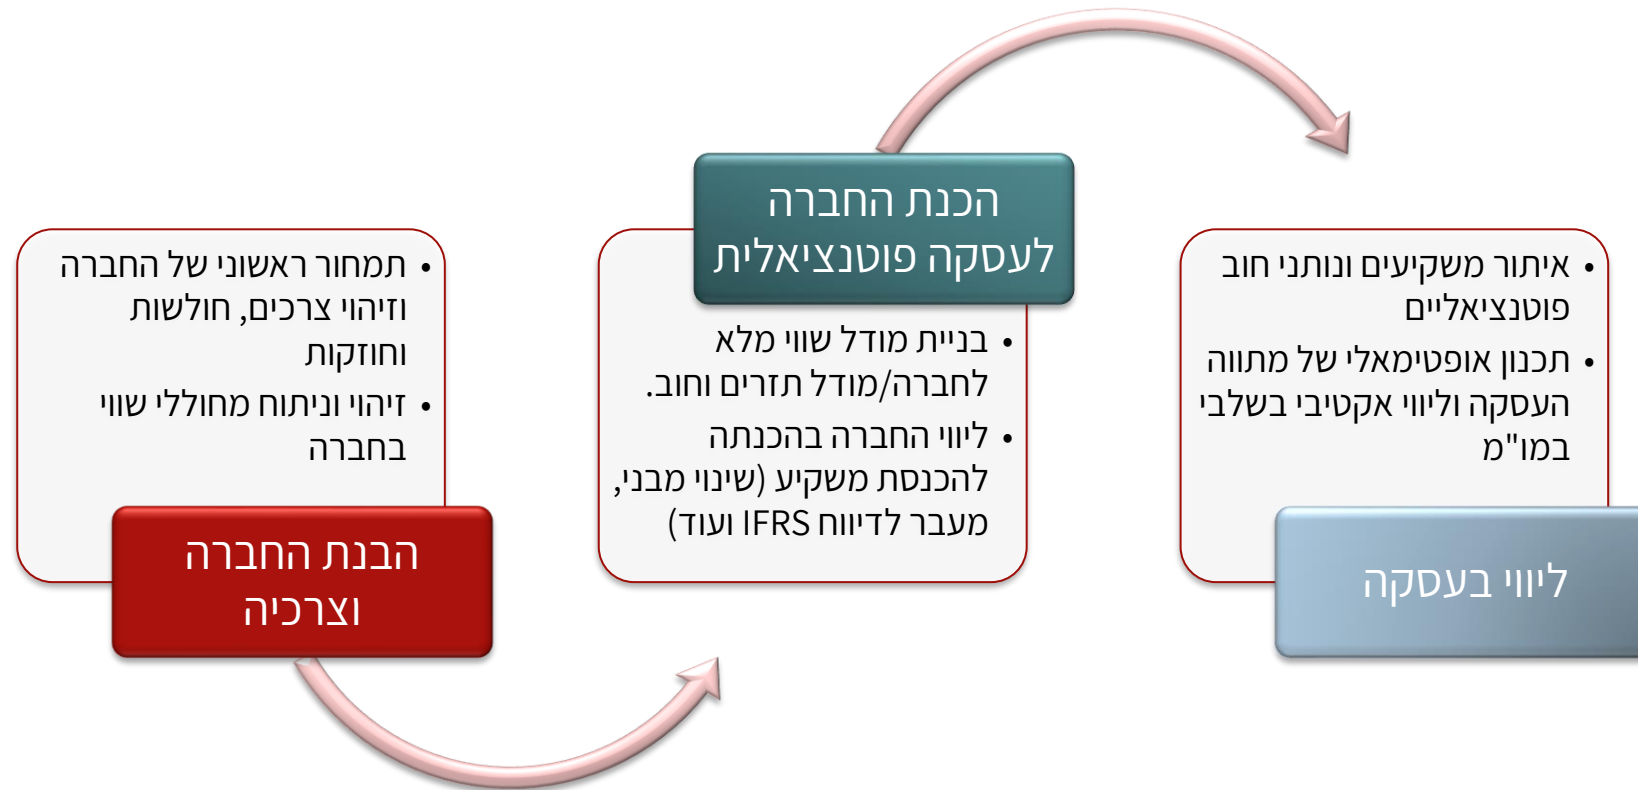 • תמחור ראשוני של החברה
וזיהוי צרכים, חולשות
וחוזקות
• זיהוי וניתוח מחוללי שווי
בחברה
הבנת החברה
וצרכיה
הכנת החברה
לעסקה פוטנציאלית
• בניית מודל שווי מלא
לחברה/מודל תזרים וחוב.
• ליווי החברה בהכנתה
להכנסת משקיע (שינוי מבני,
מעבר לדיווח IFRS ועוד)
• איתור משקיעים ונותני חוב
פוטנציאליים
• תכנון אופטימאלי של מתווה
העסקה וליווי אקטיבי בשלבי
במו"מ
ליווי בעסקה